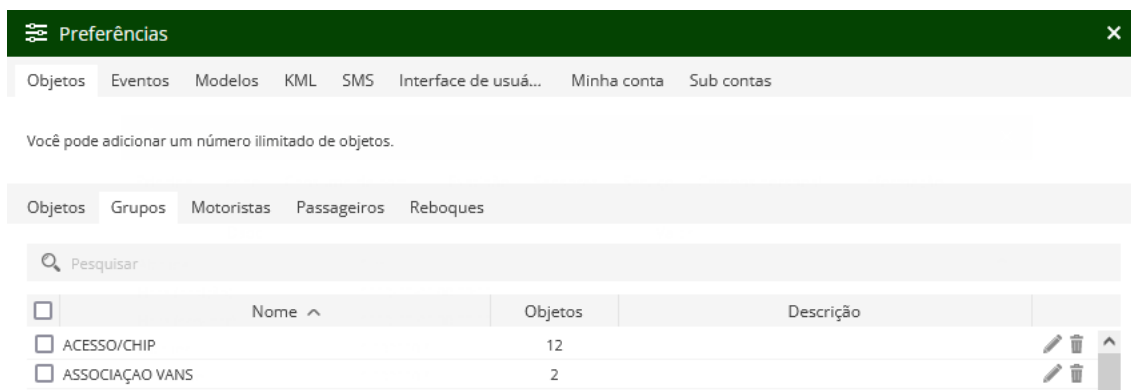 Preferências
Objetos Eventos Modelos KML SMS Interface de usuá... Minha conta Sub contas
Você pode adicionar um número ilimitado de objetos.
Objetos Grupos Motoristas Passageiros Reboques
Pesquisar
Nome Objetos Descrição
ACESSO/CHIP 12
ASSOCIAÇAO VANS 2